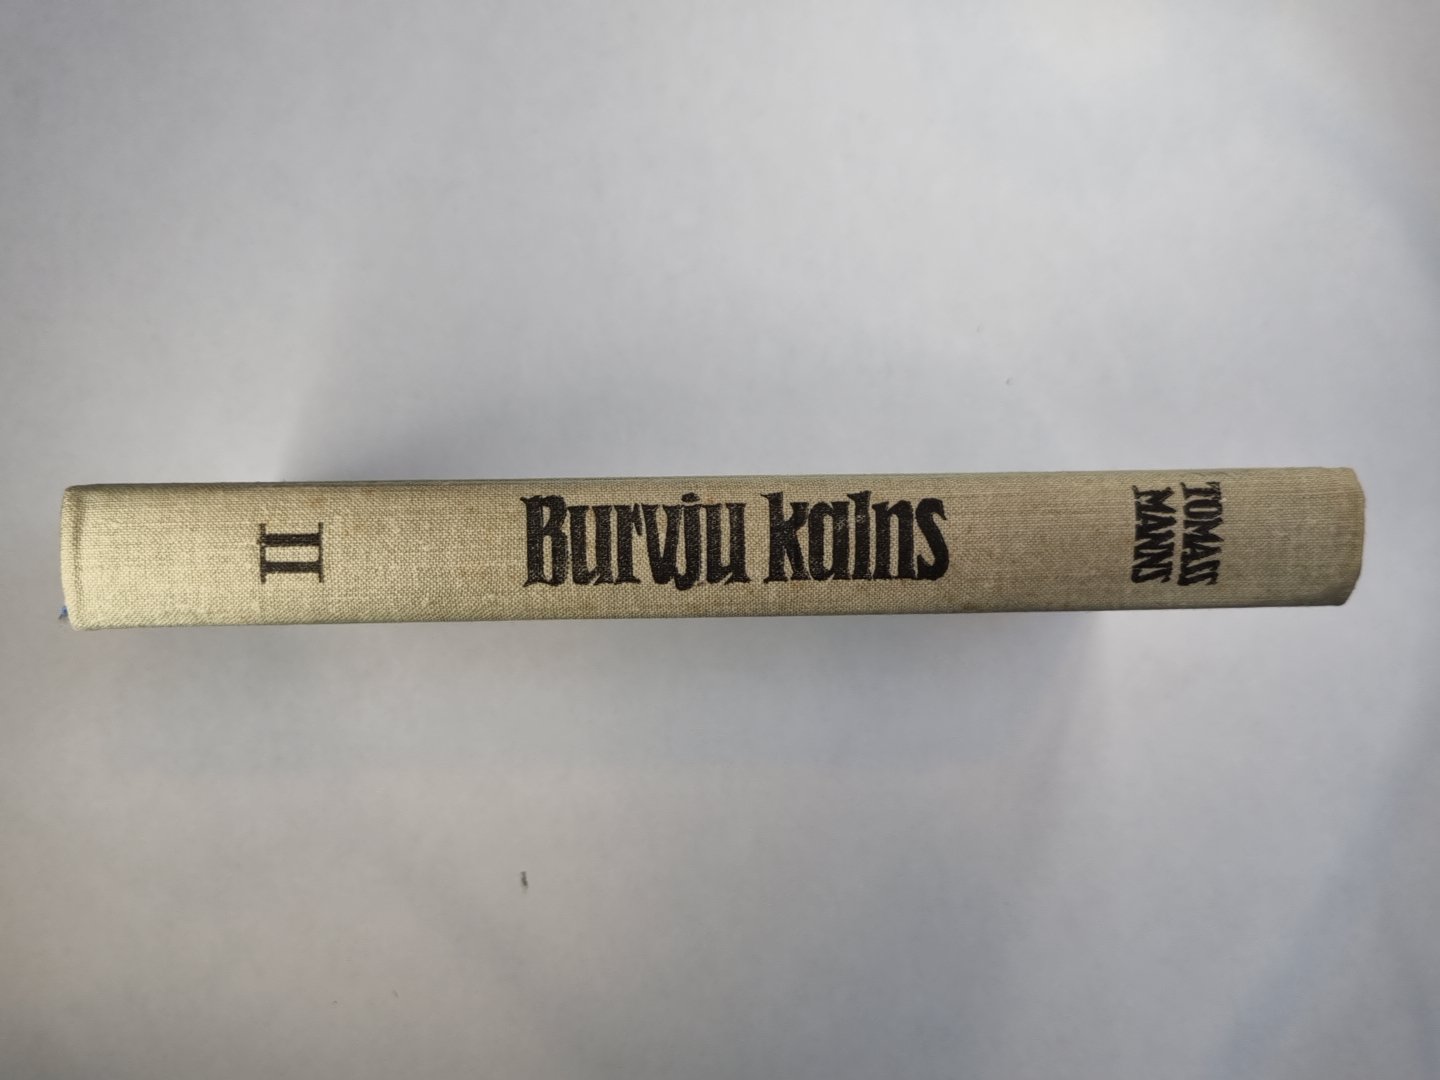 TOMASS
MANNS
Burvju kalns
II